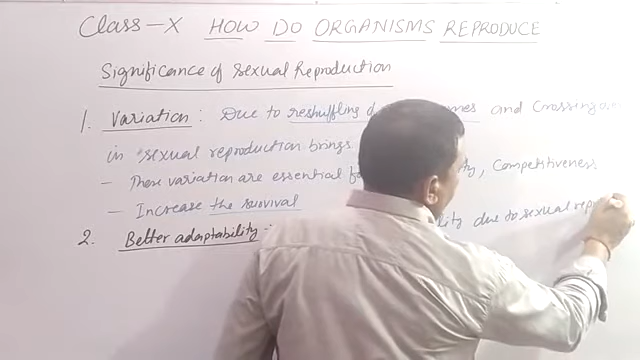 Class-X HOW DO ORGANISMS REPRODUCE
Significance of sexual Reproduction
1. Variation : Due to reshuffling and Crossing
in sexual reproduction brings
- These variation are essential Competitiveness
- Increase the survival
2. Better adaptability :- due to sexual